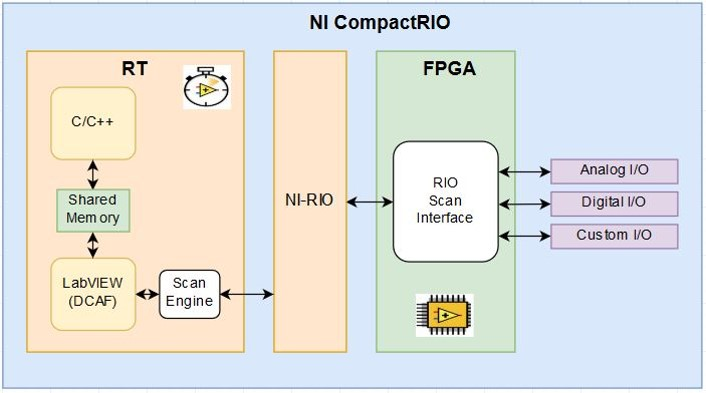 NI CompactRIO
RT
C/C++
Shared
Memory
LabVIEW
(DCAF)
Scan
Engine
NI-RIO
FPGA
RIO
Scan
Interface
Analog I/O
Digital I/O
Custom I/O